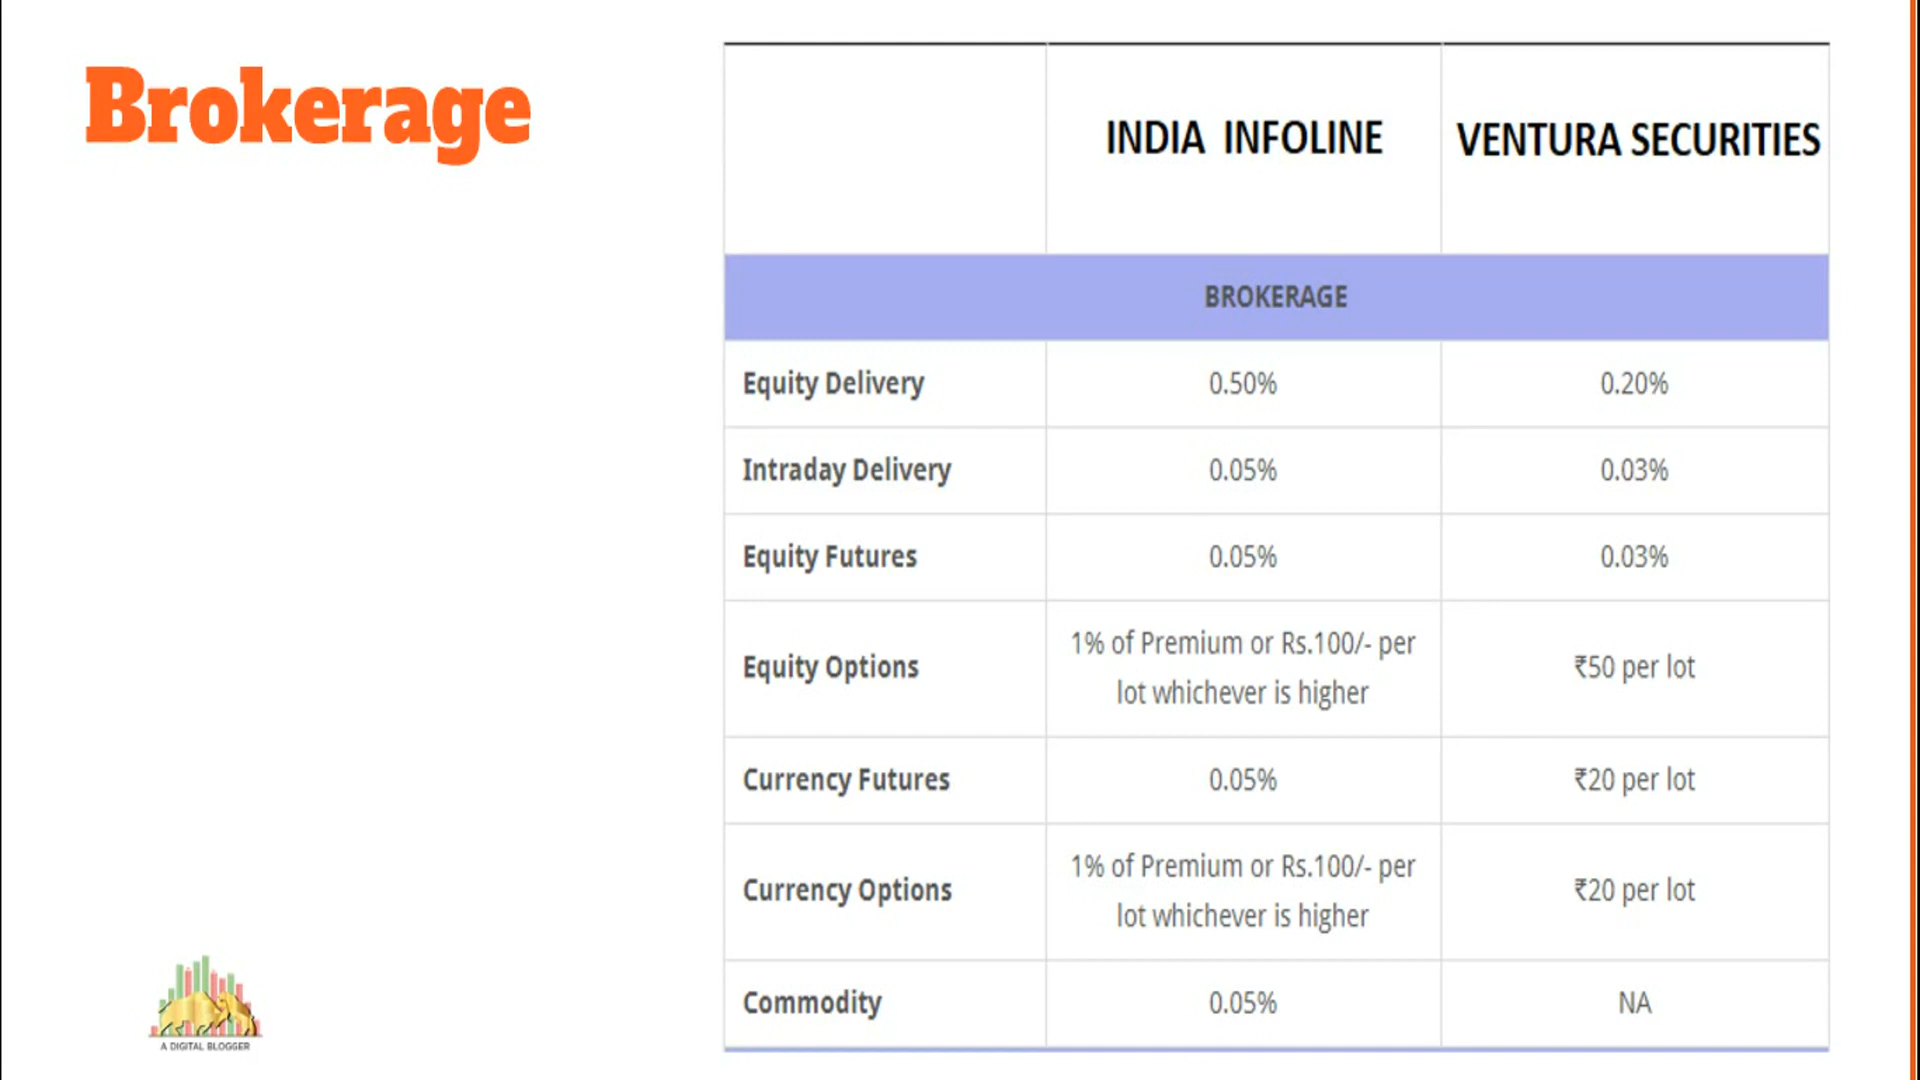 Brokerage
INDIA INFOLINE
VENTURA SECURITIES
BROKERAGE
Equity Delivery
0.50%
0.20%
Intraday Delivery
0.05%
0.03%
Equity Futures
0.05%
0.03%
Equity Options
1% of Premium or Rs.100/- per
lot whichever is higher
₹50 per lot
Currency Futures
0.05%
₹20 per lot
Currency Options
1% of Premium or Rs.100/- per
lot whichever is higher
₹20 per lot
Commodity
0.05%
NA
A DIGITAL BLOGGER